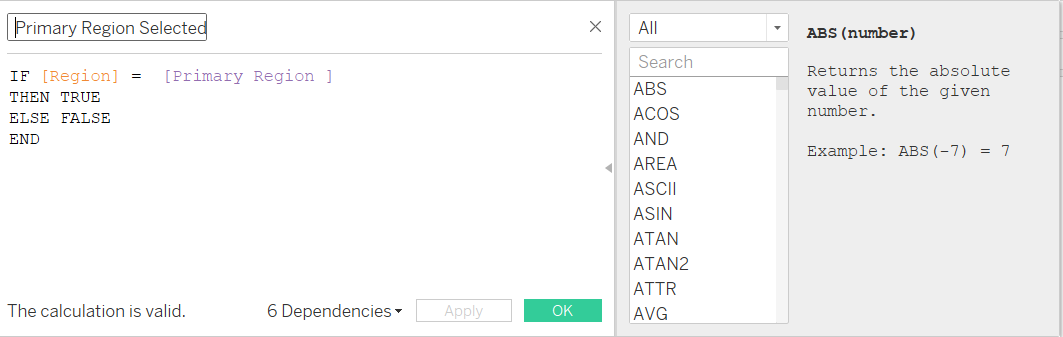 Primary Region Selected
IF [Region] =  [Primary Region ]
THEN TRUE
ELSE FALSE
END
The calculation is valid.
6 Dependencies
Apply
OK
All
Search
ABS
ACOS
AND
AREA
ASCII
ASIN
ATAN
ATAN2
ATTR
AVG
ABS(number)
Returns the absolute
value of the given
number.
Example: ABS(-7) = 7